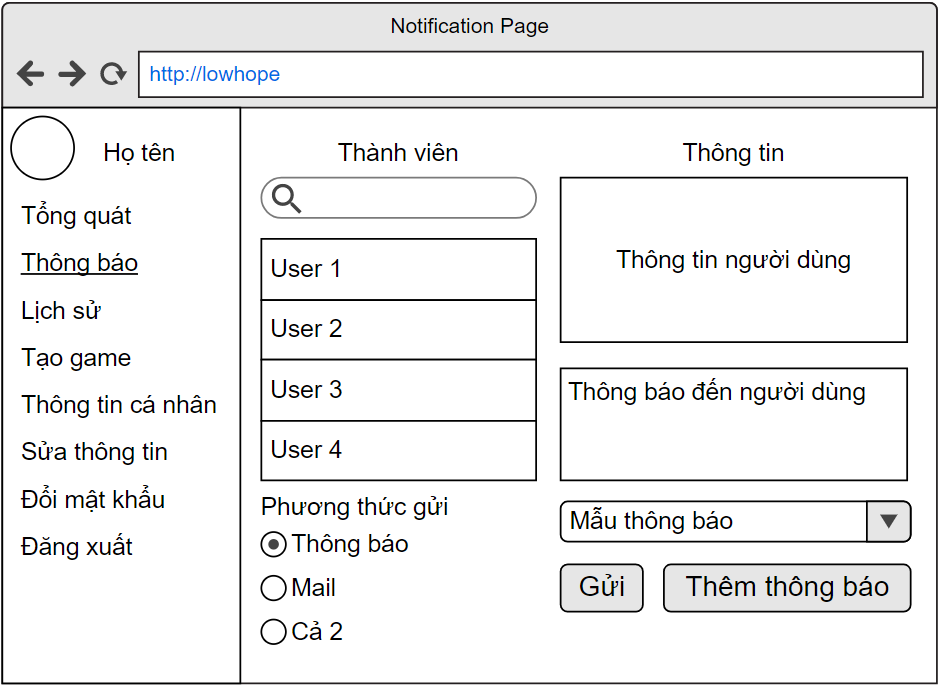 Notification Page
http://lowhope
Họ tên
Tổng quát
Thông báo
Lịch sử
Tạo game
Thông tin cá nhân
Sửa thông tin
Đổi mật khẩu
Đăng xuất
Thành viên
User 1
User 2
User 3
User 4
Phương thức gửi
Thông báo
Mail
Cả 2
Thông tin
Thông tin người dùng
Thông báo đến người dùng
Mẫu thông báo
Gửi
Thêm thông báo